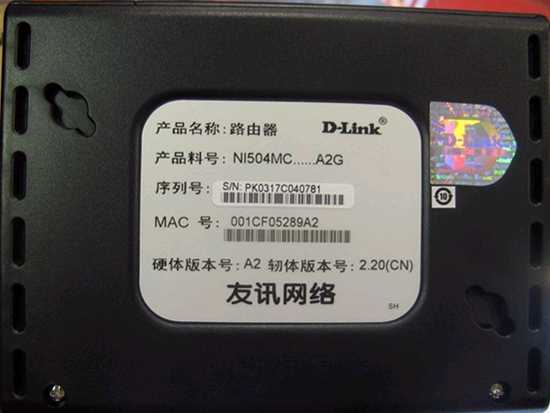 产品名称: 路由器 D-Link®
产品料号: NI504MC......A2G
序列号: S/N: PK0317C040781
MAC 号: 001CF05289A2
硬体版本号: A2 轫体版本号: 2.20(CN)
友讯网络
SH
D-Link
10